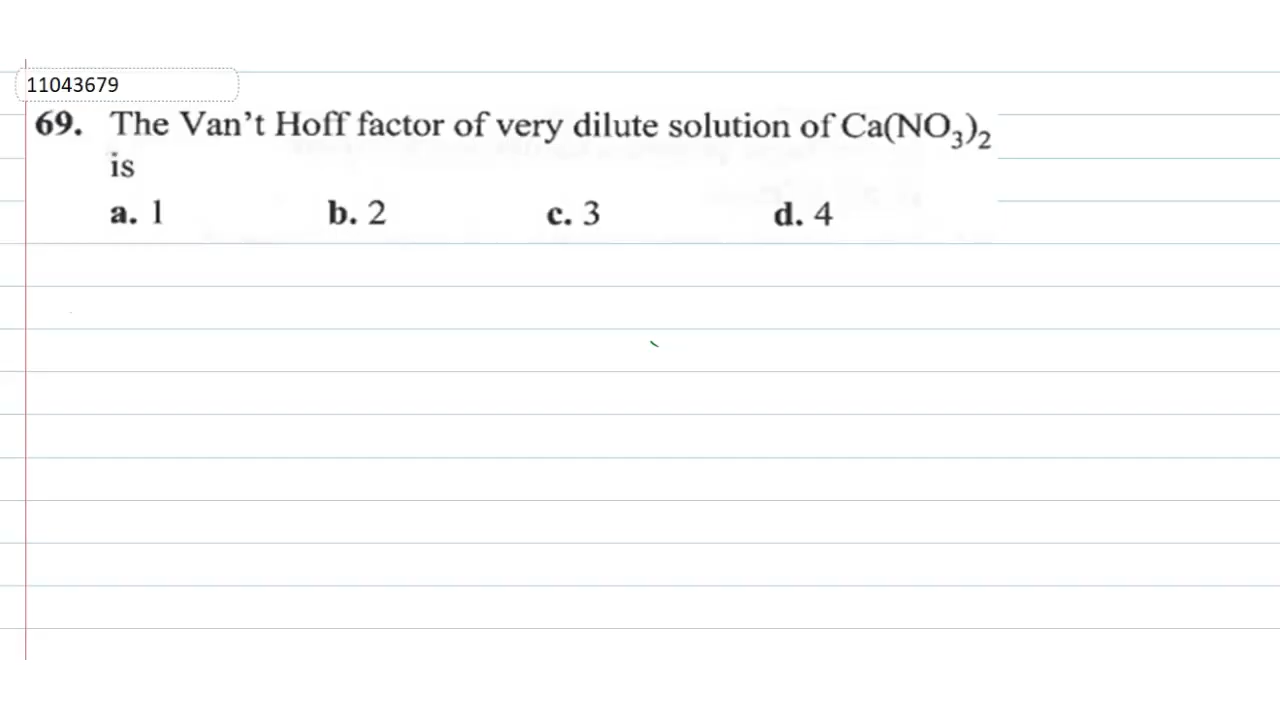 11043679
69. The Van't Hoff factor of very dilute solution of Ca(NO₃)₂
is
a. 1 b. 2 c. 3 d. 4